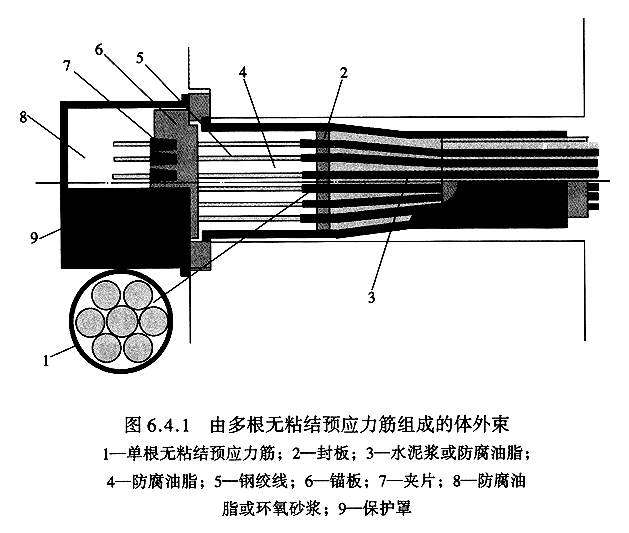 6
5
7
4
2
8
9
3
1
图 6.4.1 由多根无粘结预应力筋组成的体外束
1—单根无粘结预应力筋；2—封板；3—水泥浆或防腐油脂；
4—防腐油脂；5—钢绞线；6—锚板；7—夹片；8—防腐油
脂或环氧砂浆；9—保护罩